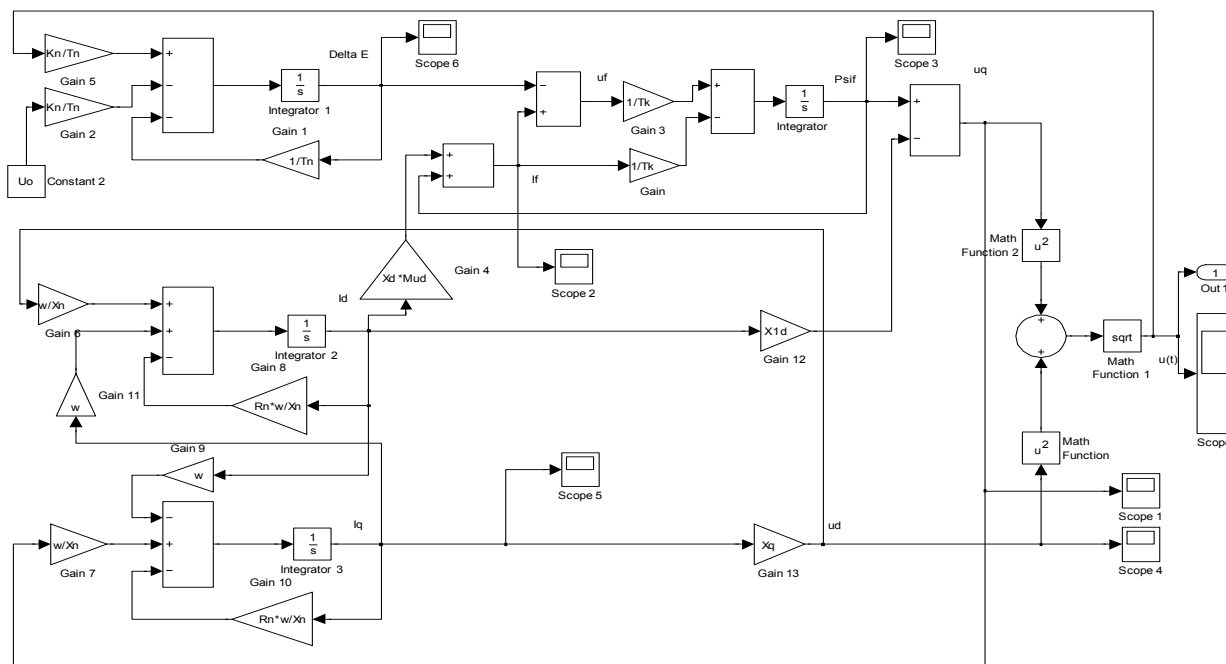 Kn/Tn
Gain 5
+
−
−
1
s
Integrator 1
Delta E
Scope 6
Kn/Tn
Gain 2
Gain 1
1/Tn
Uo
Constant 2
−
+
uf
1/Tk
Gain 3
+
−
1
s
Integrator
Psif
Scope 3
uq
+
−
+
+
If
1/Tk
Gain
Scope 2
Xd *Mud
Gain 4
w/Xn
Gain 6
+
+
−
1
s
Integrator 2
Id
Gain 8
Rn*w/Xn
w
Gain 11
X1d
Gain 12
Math
Function 2
u²
+
+
sqrt
Math
Function 1
u(t)
1
Out 1
Scope
u²
Math
Function
Gain 9
w
−
+
−
w/Xn
Gain 7
1
s
Integrator 3
Iq
Gain 10
Rn*w/Xn
Scope 5
Xq
Gain 13
ud
Scope 1
Scope 4